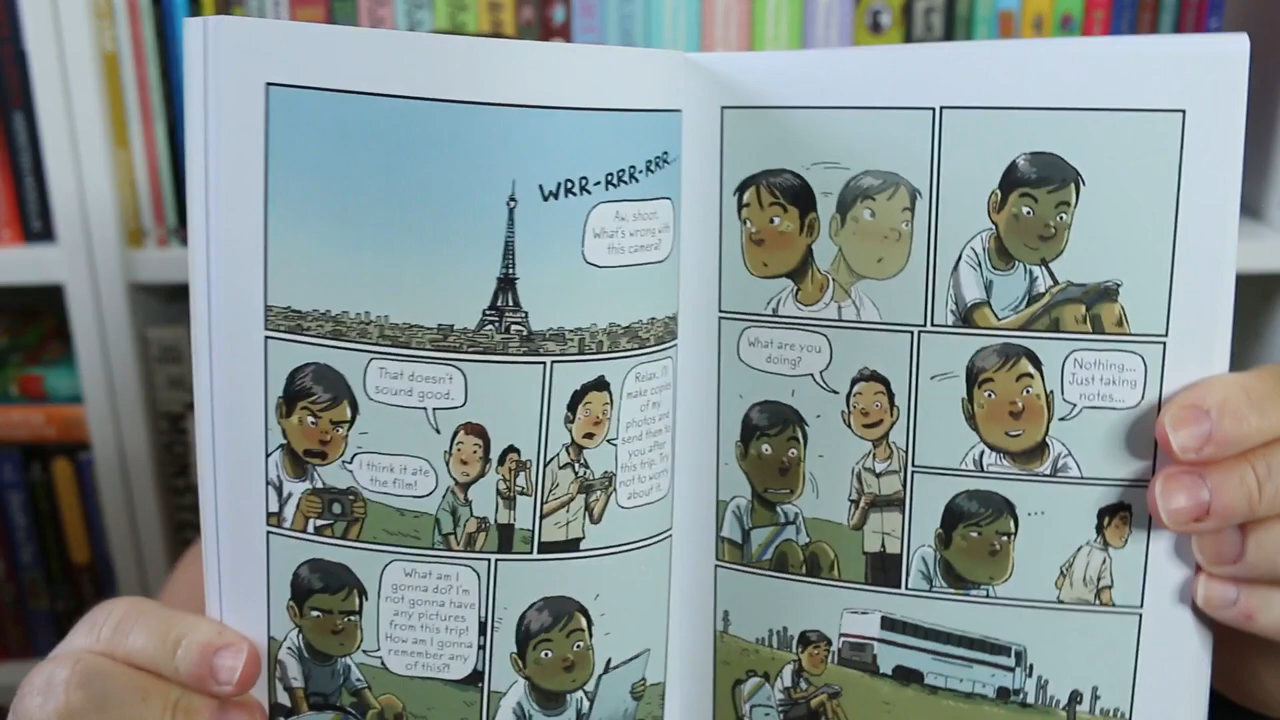 WRR-RRR-RRR...
Aw, shoot.
What's wrong with
this camera?
That doesn't
sound good.
I think it ate
the film!
Relax, I'll
make copies
of my
photos and
send them to
you after
this trip. Try
not to worry
about it.
What am I
gonna do? I'm
not gonna have
any pictures
from this trip!
How am I gonna
remember any
of this?!
What are you
doing?
Nothing...
Just taking
notes...
...